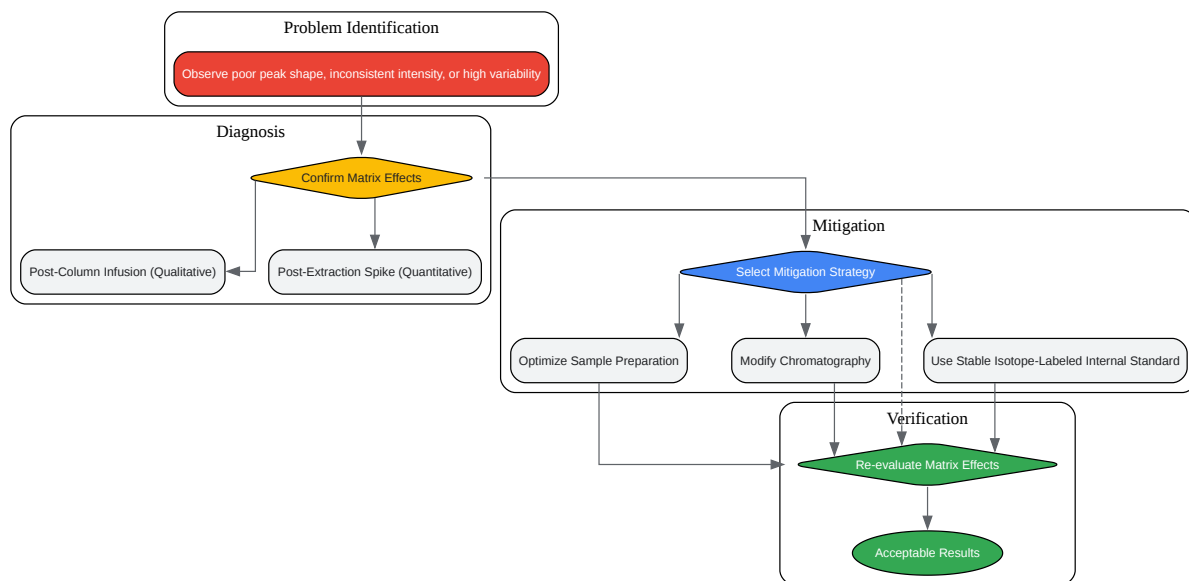 Problem Identification
Observe poor peak shape, inconsistent intensity, or high variability
Diagnosis
Confirm Matrix Effects
Post-Column Infusion (Qualitative)
Post-Extraction Spike (Quantitative)
Mitigation
Select Mitigation Strategy
Optimize Sample Preparation
Modify Chromatography
Use Stable Isotope-Labeled Internal Standard
Verification
Re-evaluate Matrix Effects
Acceptable Results